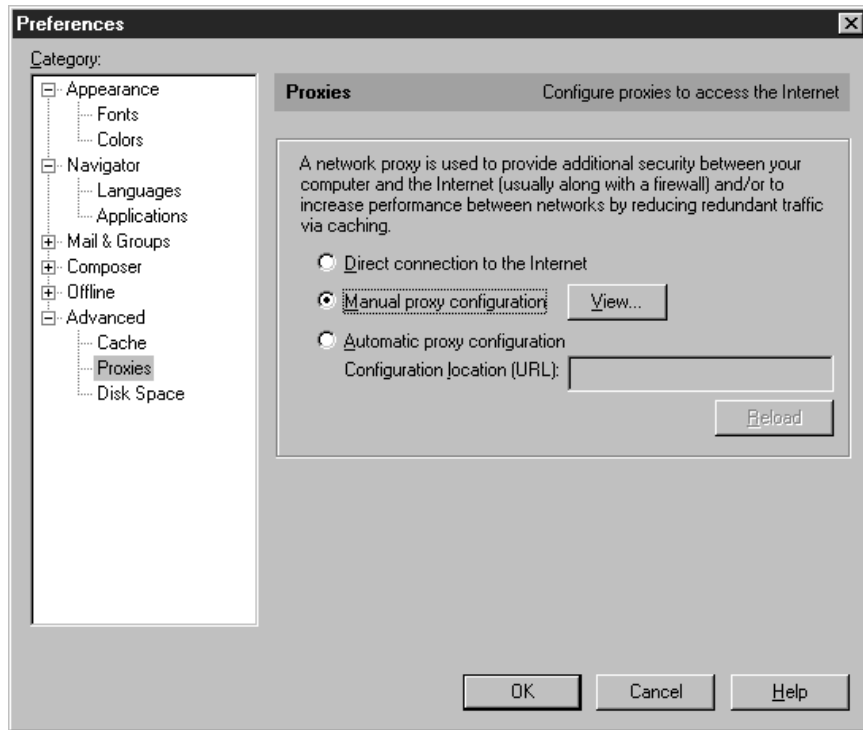 Preferences
Category:
Appearance
Fonts
Colors
Navigator
Languages
Applications
Mail & Groups
Composer
Offline
Advanced
Cache
Proxies
Disk Space
Proxies Configure proxies to access the Internet
A network proxy is used to provide additional security between your
computer and the Internet (usually along with a firewall) and/or to
increase performance between networks by reducing redundant traffic
via caching.
Direct connection to the Internet
Manual proxy configuration View...
Automatic proxy configuration
Configuration location (URL):
Reload
OK Cancel Help